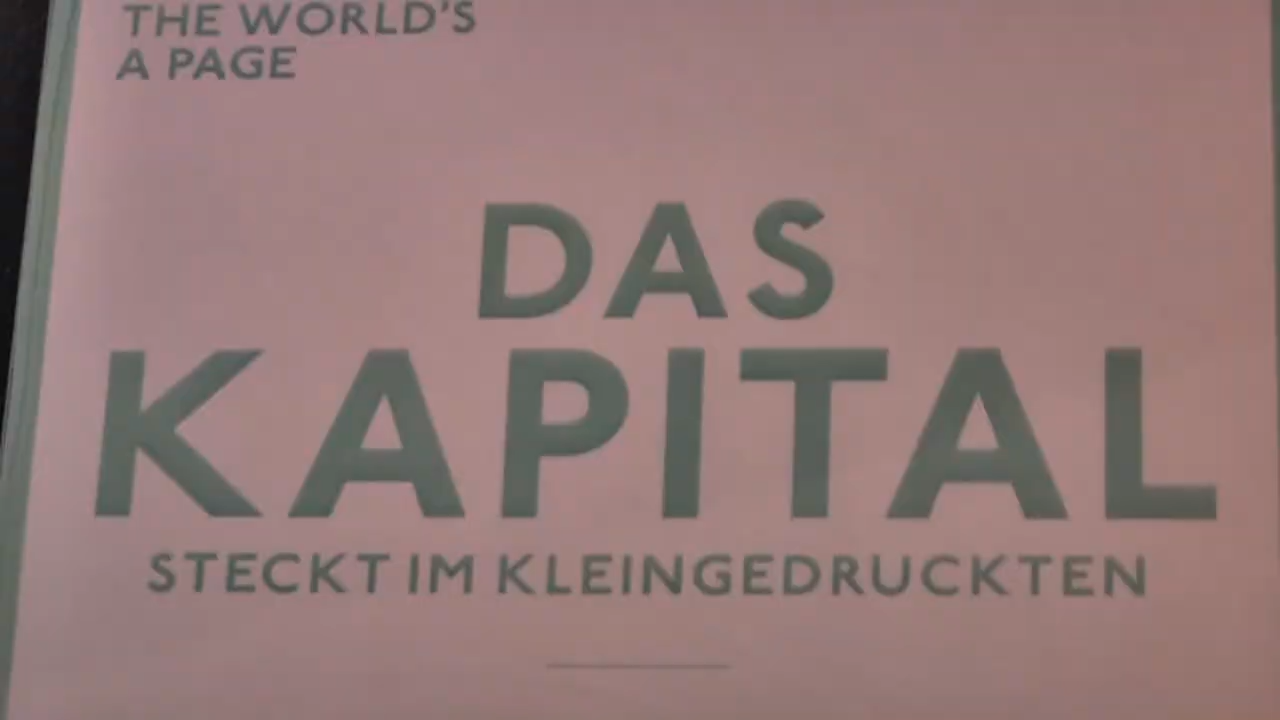 THE WORLD'S
A PAGE
DAS
KAPITAL
STECKT IM KLEINGEDRUCKTEN